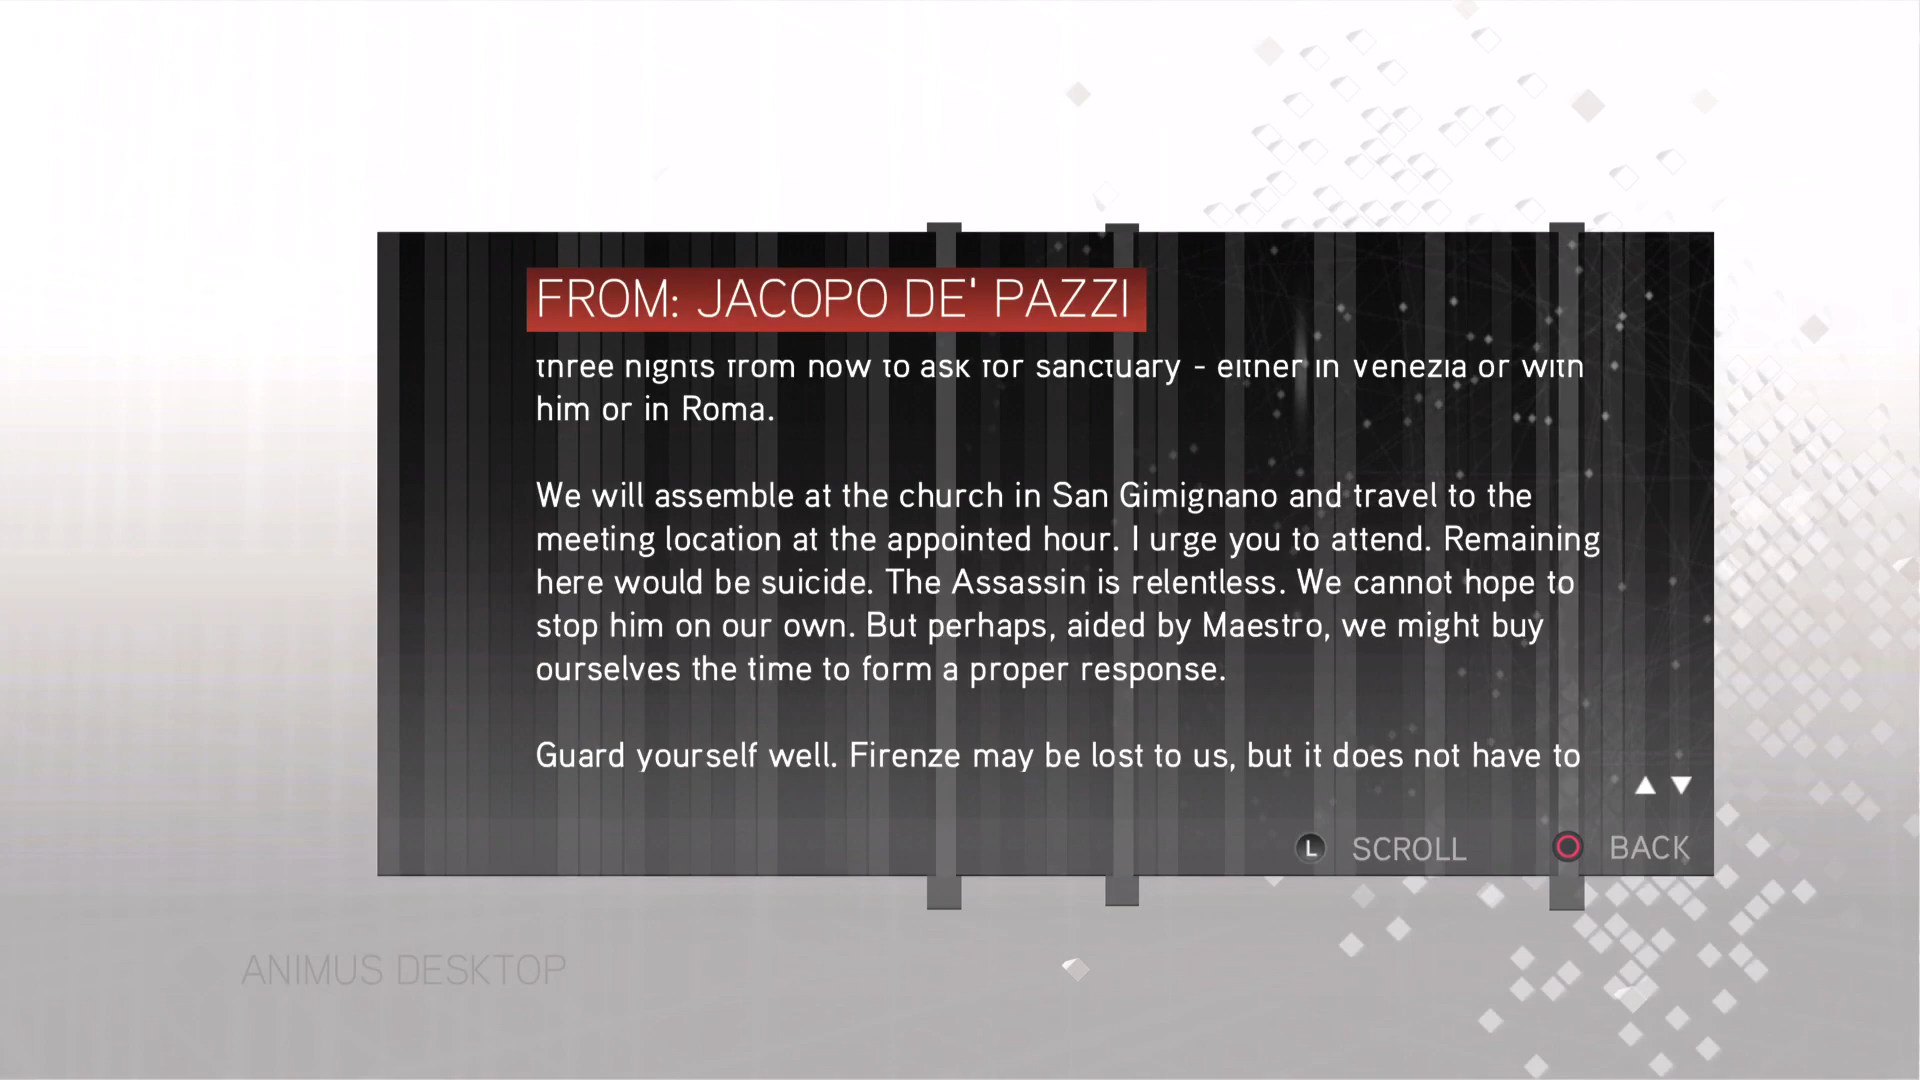 FROM: JACOPO DE' PAZZI
three nights from now to ask for sanctuary - either in Venezia or with
him or in Roma.
We will assemble at the church in San Gimignano and travel to the
meeting location at the appointed hour. I urge you to attend. Remaining
here would be suicide. The Assassin is relentless. We cannot hope to
stop him on our own. But perhaps, aided by Maestro, we might buy
ourselves the time to form a proper response.
Guard yourself well. Firenze may be lost to us, but it does not have to
L SCROLL BACK
ANIMUS DESKTOP